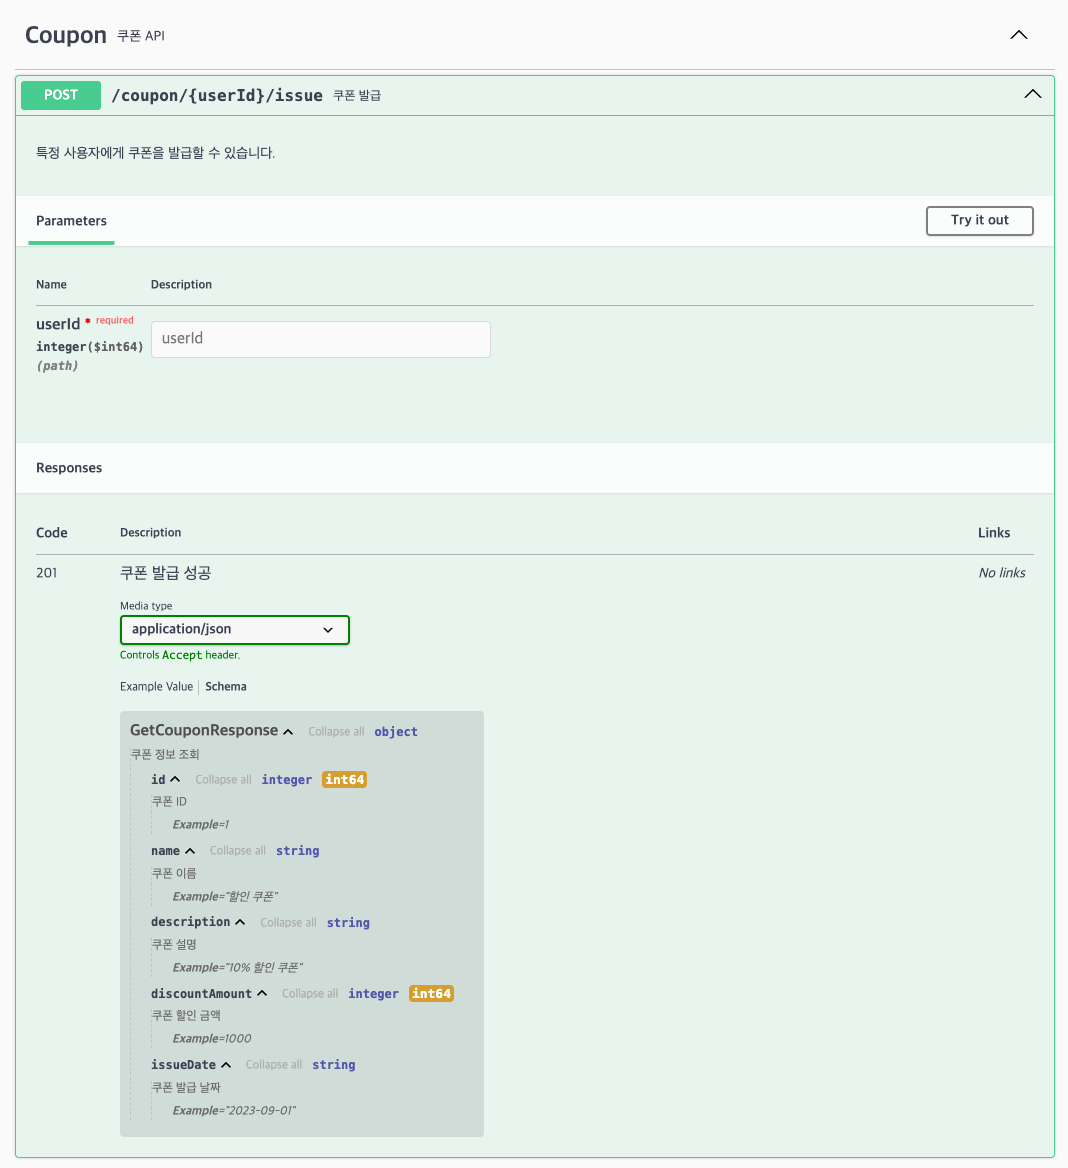 Coupon 쿠폰 API
POST /coupon/{userId}/issue 쿠폰 발급
특정 사용자에게 쿠폰을 발급할 수 있습니다.
Parameters Try it out
Name Description
userId * required
integer($int64)
(path)
userId
Responses
Code Description Links
201 쿠폰 발급 성공 No links
Media type
application/json
Controls Accept header.
Example Value Schema
GetCouponResponse Collapse all object
쿠폰 정보 조회
id Collapse all integer int64
쿠폰 ID
Example=1
name Collapse all string
쿠폰 이름
Example="할인 쿠폰"
description Collapse all string
쿠폰 설명
Example="10% 할인 쿠폰"
discountAmount Collapse all integer int64
쿠폰 할인 금액
Example=1000
issueDate Collapse all string
쿠폰 발급 날짜
Example="2023-09-01"